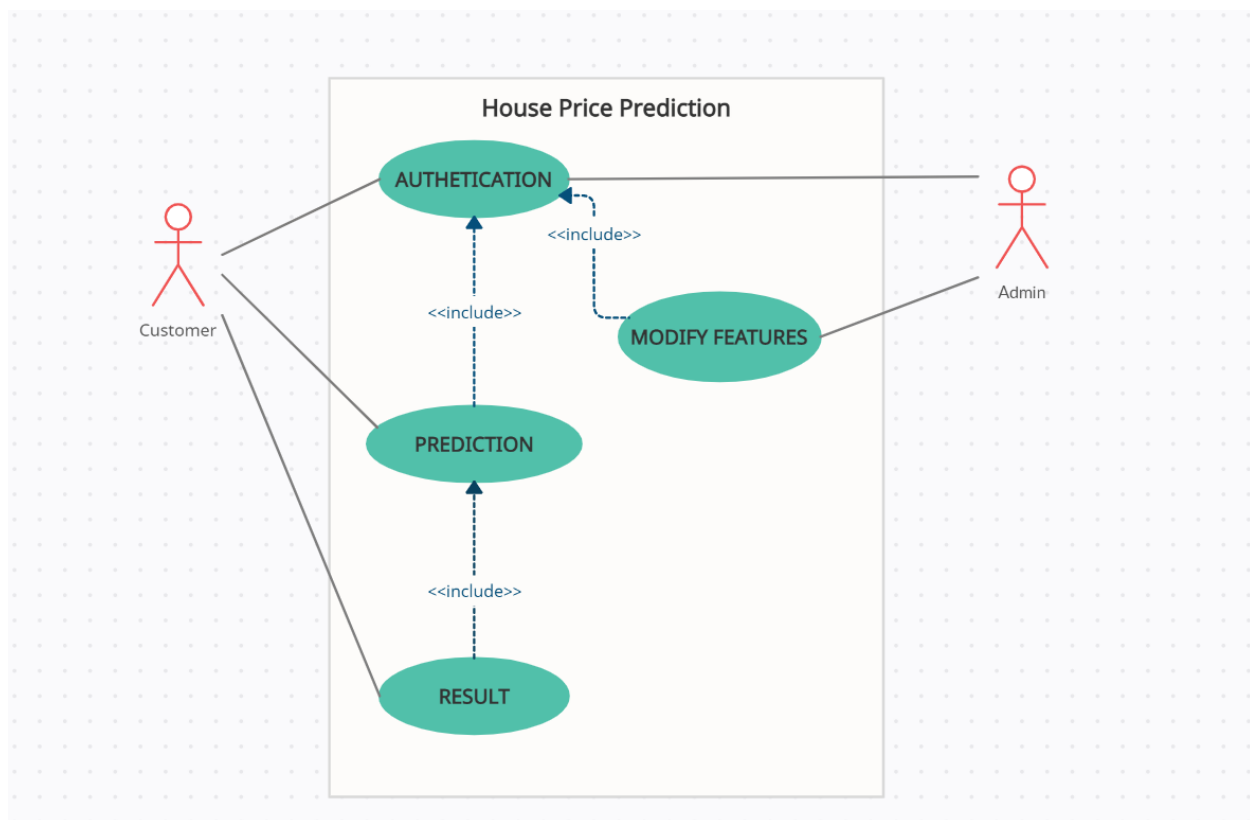 House Price Prediction
AUTHETICATION
<<include>>
Admin
<<include>>
Customer
MODIFY FEATURES
PREDICTION
<<include>>
RESULT